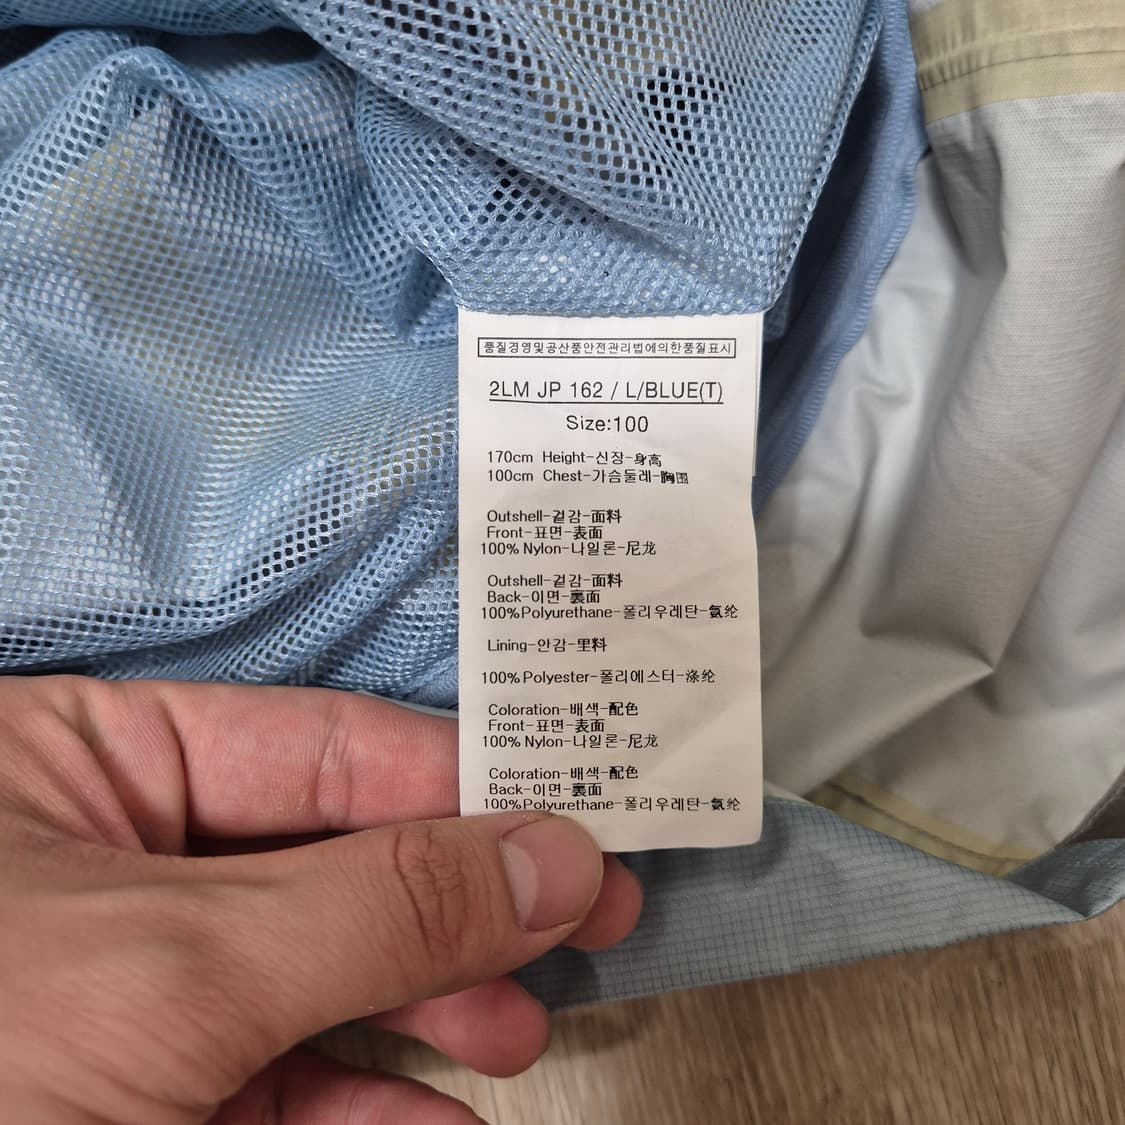 품질경영및공산품안전관리법에의한품질표시
2LM JP 162 / L/BLUE(T)
Size:100
170cm Height-신장-身高
100cm Chest-가슴둘레-胸围
Outshell-겉감-面料
Front-표면-表面
100% Nylon-나일론-尼龙
Outshell-겉감-面料
Back-이면-裏面
100%Polyurethane-폴리우레탄-氨纶
Lining-안감-里料
100% Polyester-폴리에스터-涤纶
Coloration-배색-配色
Front-표면-表面
100% Nylon-나일론-尼龙
Coloration-배색-配色
Back-이면-裏面
100%Polyurethane-폴리우레탄-氨纶